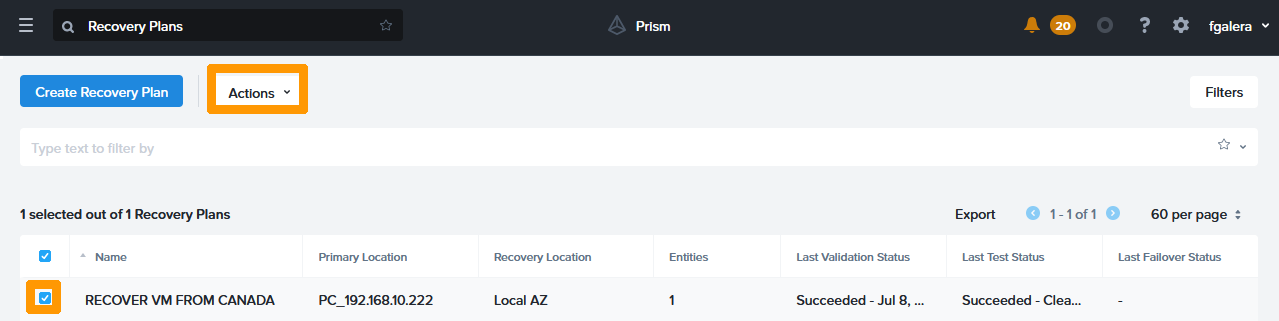 Recovery Plans
Prism
20
?
fgalera
Create Recovery Plan
Actions
Filters
Type text to filter by
1 selected out of 1 Recovery Plans
Export
1 - 1 of 1
60 per page
Name Primary Location Recovery Location Entities Last Validation Status Last Test Status Last Failover Status
RECOVER VM FROM CANADA PC_192.168.10.222 Local AZ 1 Succeeded - Jul 8, ... Succeeded - Clea... -